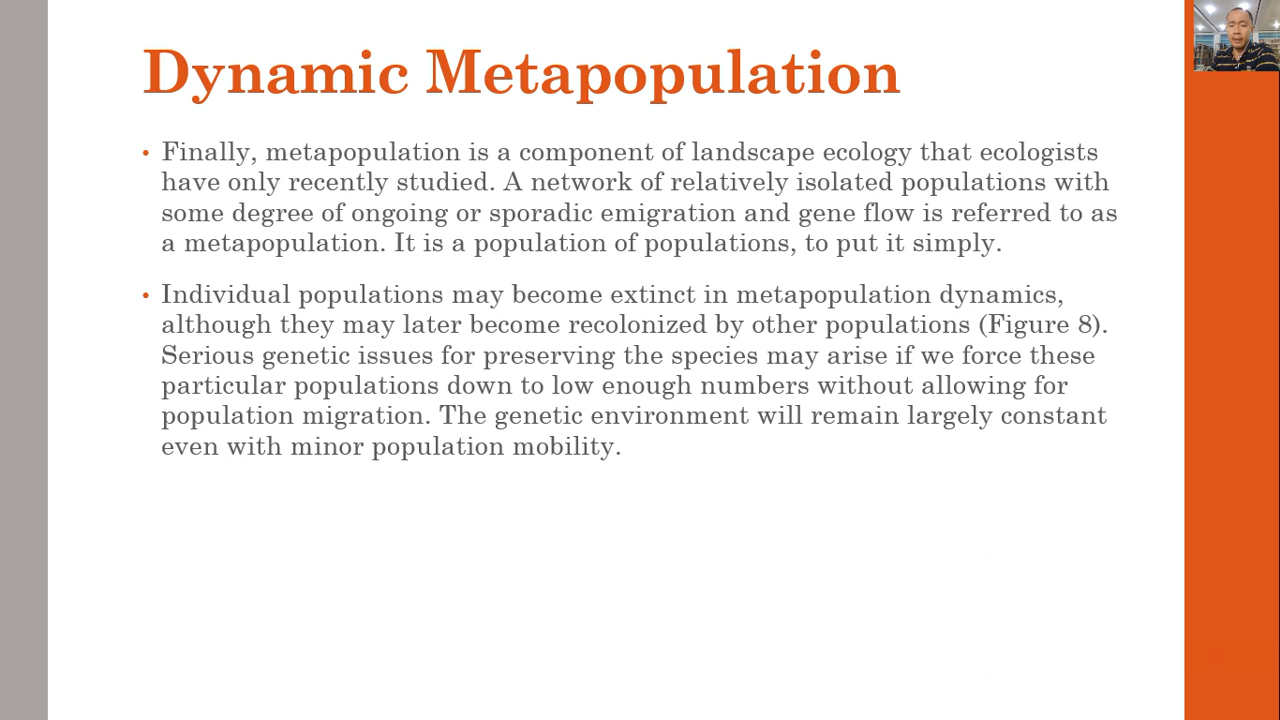 Dynamic Metapopulation
• Finally, metapopulation is a component of landscape ecology that ecologists
have only recently studied. A network of relatively isolated populations with
some degree of ongoing or sporadic emigration and gene flow is referred to as
a metapopulation. It is a population of populations, to put it simply.
• Individual populations may become extinct in metapopulation dynamics,
although they may later become recolonized by other populations (Figure 8).
Serious genetic issues for preserving the species may arise if we force these
particular populations down to low enough numbers without allowing for
population migration. The genetic environment will remain largely constant
even with minor population mobility.